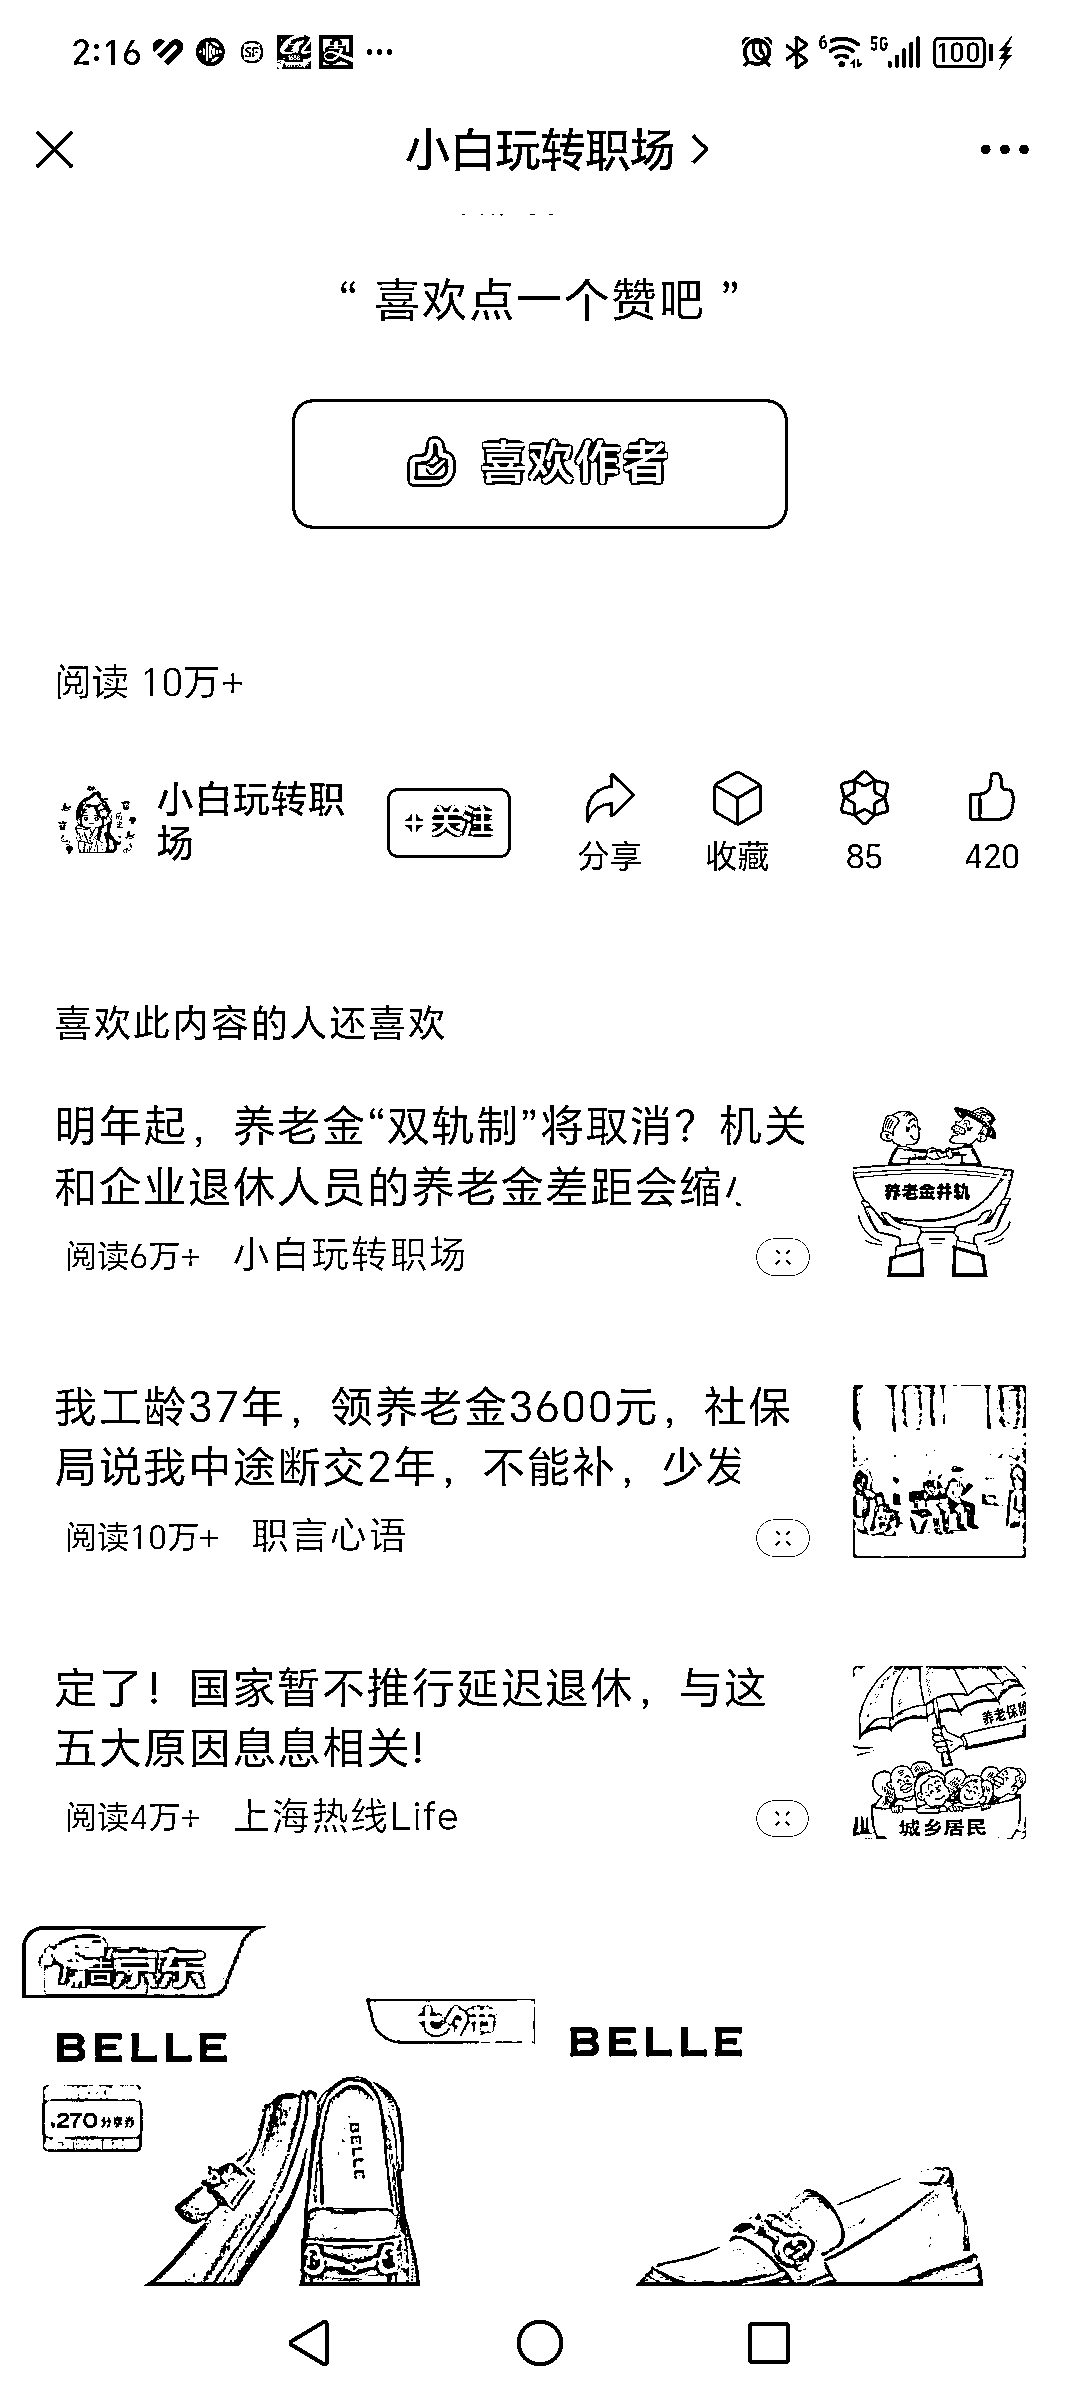 2:16 SF 支 ... 6 5G 100
小白玩转职场
“ 喜欢点一个赞吧 ”
喜欢作者
阅读 10万+
小白玩转职
场
+ 关注
分享
收藏
85
420
喜欢此内容的人还喜欢
明年起，养老金“双轨制”将取消？机关
和企业退休人员的养老金差距会缩
养老金并轨
阅读6万+ 小白玩转职场
我工龄37年，领养老金3600元，社保
局说我中途断交2年，不能补，少发
阅读10万+ 职言心语
定了！国家暂不推行延迟退休，与这
五大原因息息相关！
养老保险
城乡居民
阅读4万+ 上海热线Life
京东
七夕节
BELLE
BELLE
270
BELLE